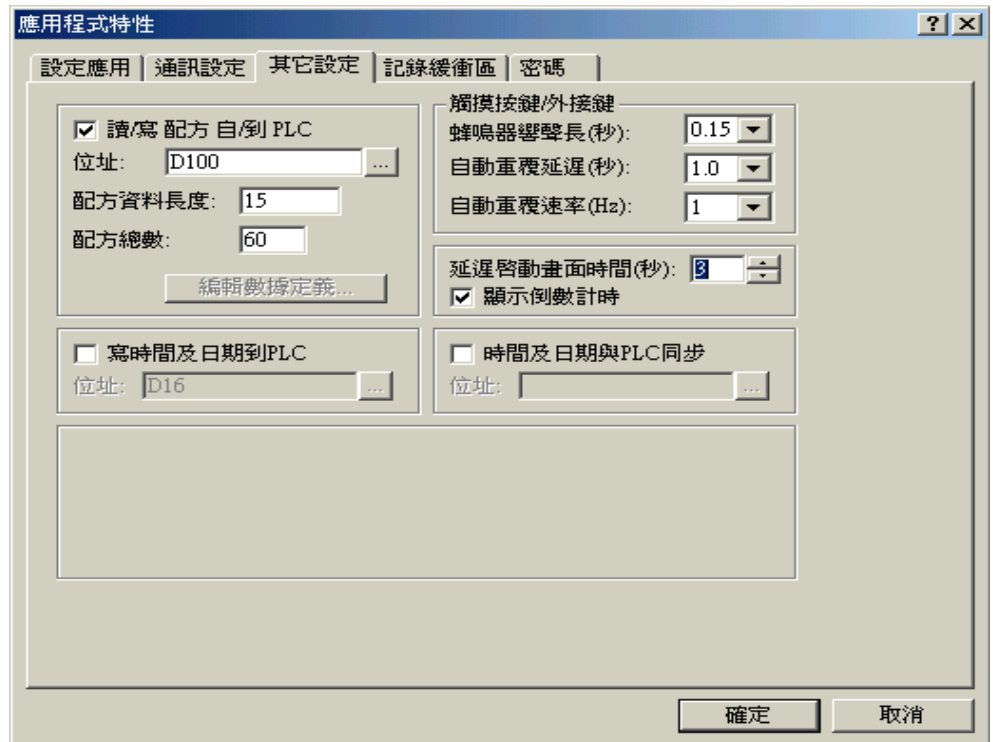 應用程式特性
設定應用 通訊設定 其它設定 記錄緩衝區 密碼
讀/寫 配方 自/到 PLC
位址: D100 ...
配方資料長度: 15
配方總數: 60
編輯數據定義...
觸摸按鍵/外接鍵
蜂鳴器響聲長(秒): 0.15
自動重覆延遲(秒): 1.0
自動重覆速率(Hz): 1
延遲啓動畫面時間(秒): 3
顯示倒數計時
寫時間及日期到PLC
位址: D16 ...
時間及日期與PLC同步
位址: ...
確定 取消